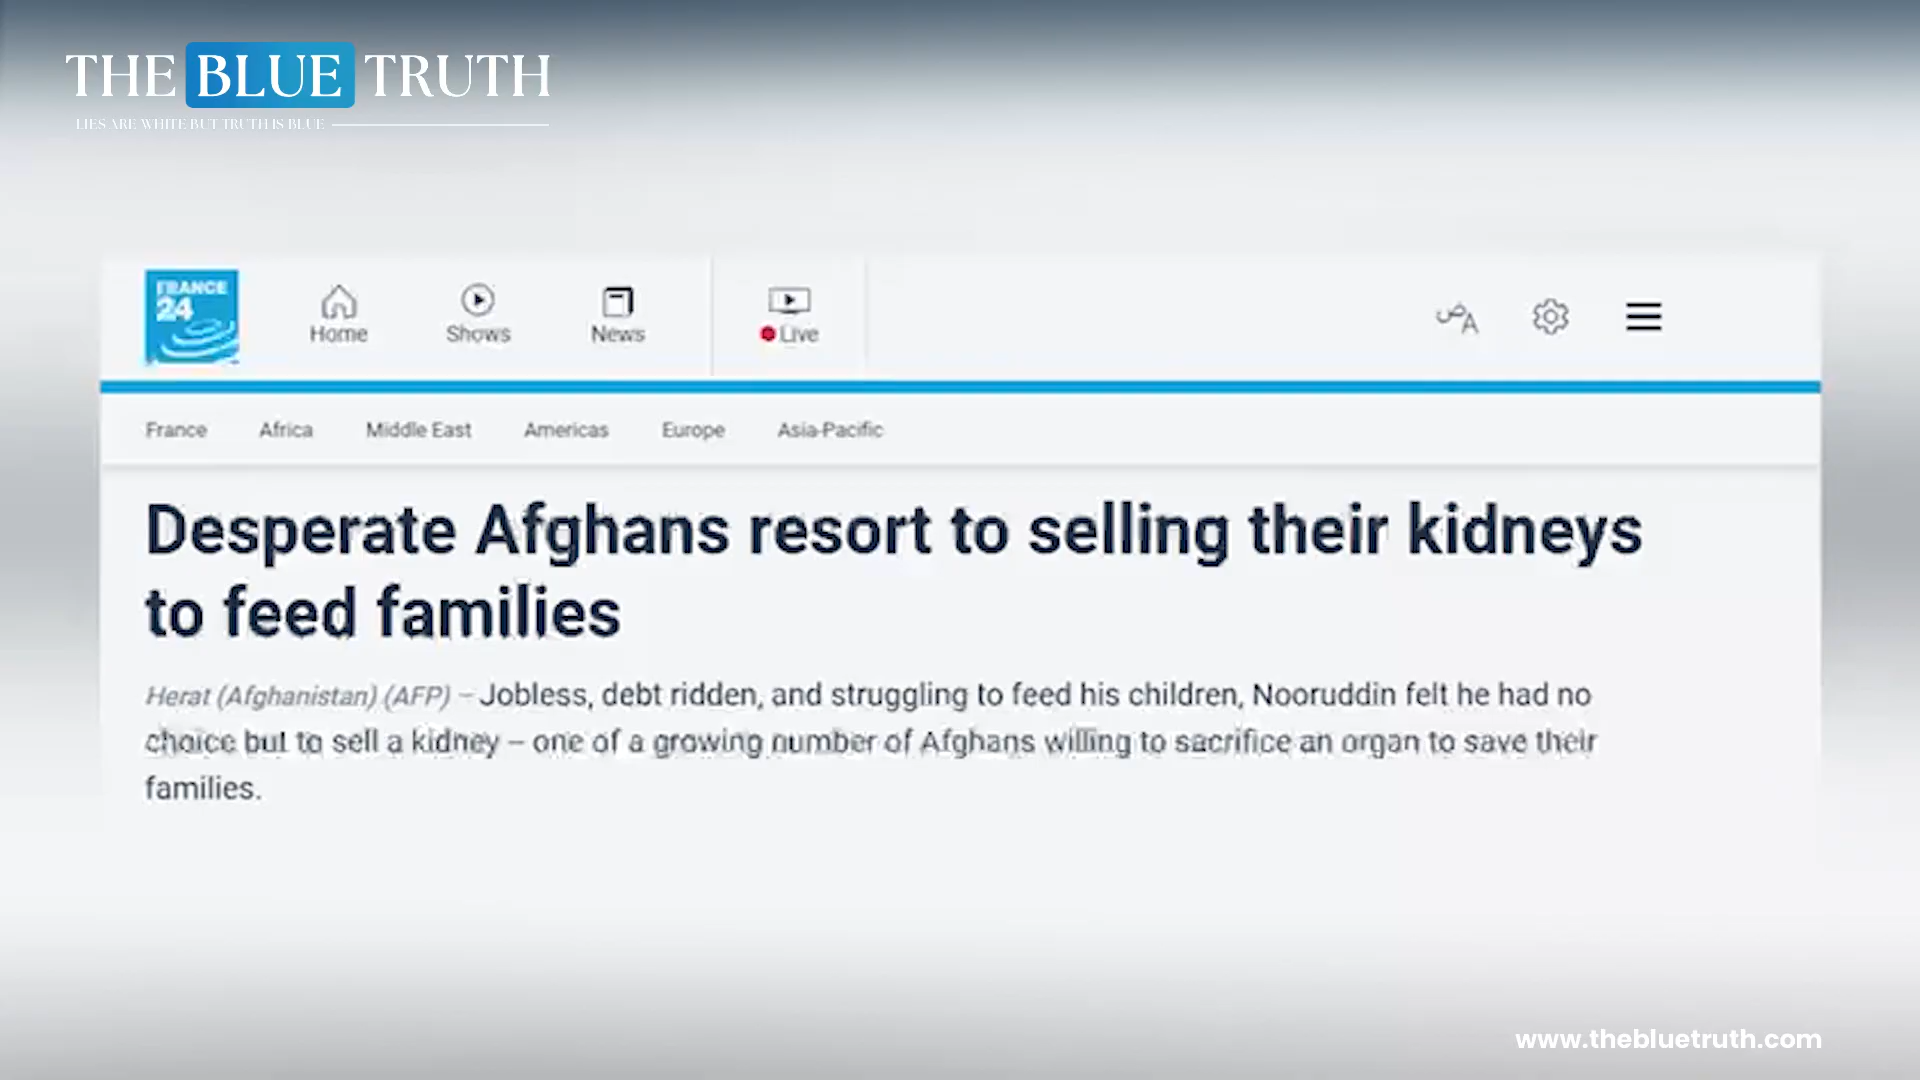 THE BLUE TRUTH
LIES ARE WHITE BUT TRUTH IS BLUE
FRANCE
24
Home
Shows
News
Live
France
Africa
Middle East
Americas
Europe
Asia-Pacific
Desperate Afghans resort to selling their kidneys
to feed families
Herat (Afghanistan) (AFP) – Jobless, debt ridden, and struggling to feed his children, Nooruddin felt he had no
choice but to sell a kidney – one of a growing number of Afghans willing to sacrifice an organ to save their
families.
www.thebluetruth.com